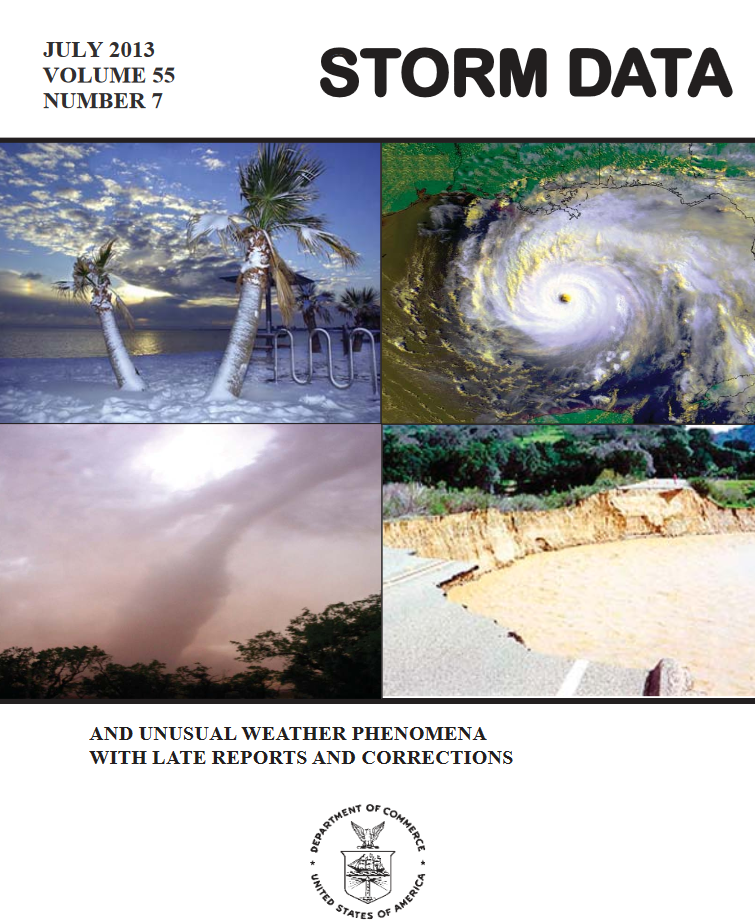 JULY 2013
VOLUME 55
NUMBER 7
STORM DATA
AND UNUSUAL WEATHER PHENOMENA
WITH LATE REPORTS AND CORRECTIONS
DEPARTMENT OF COMMERCE
UNITED STATES OF AMERICA